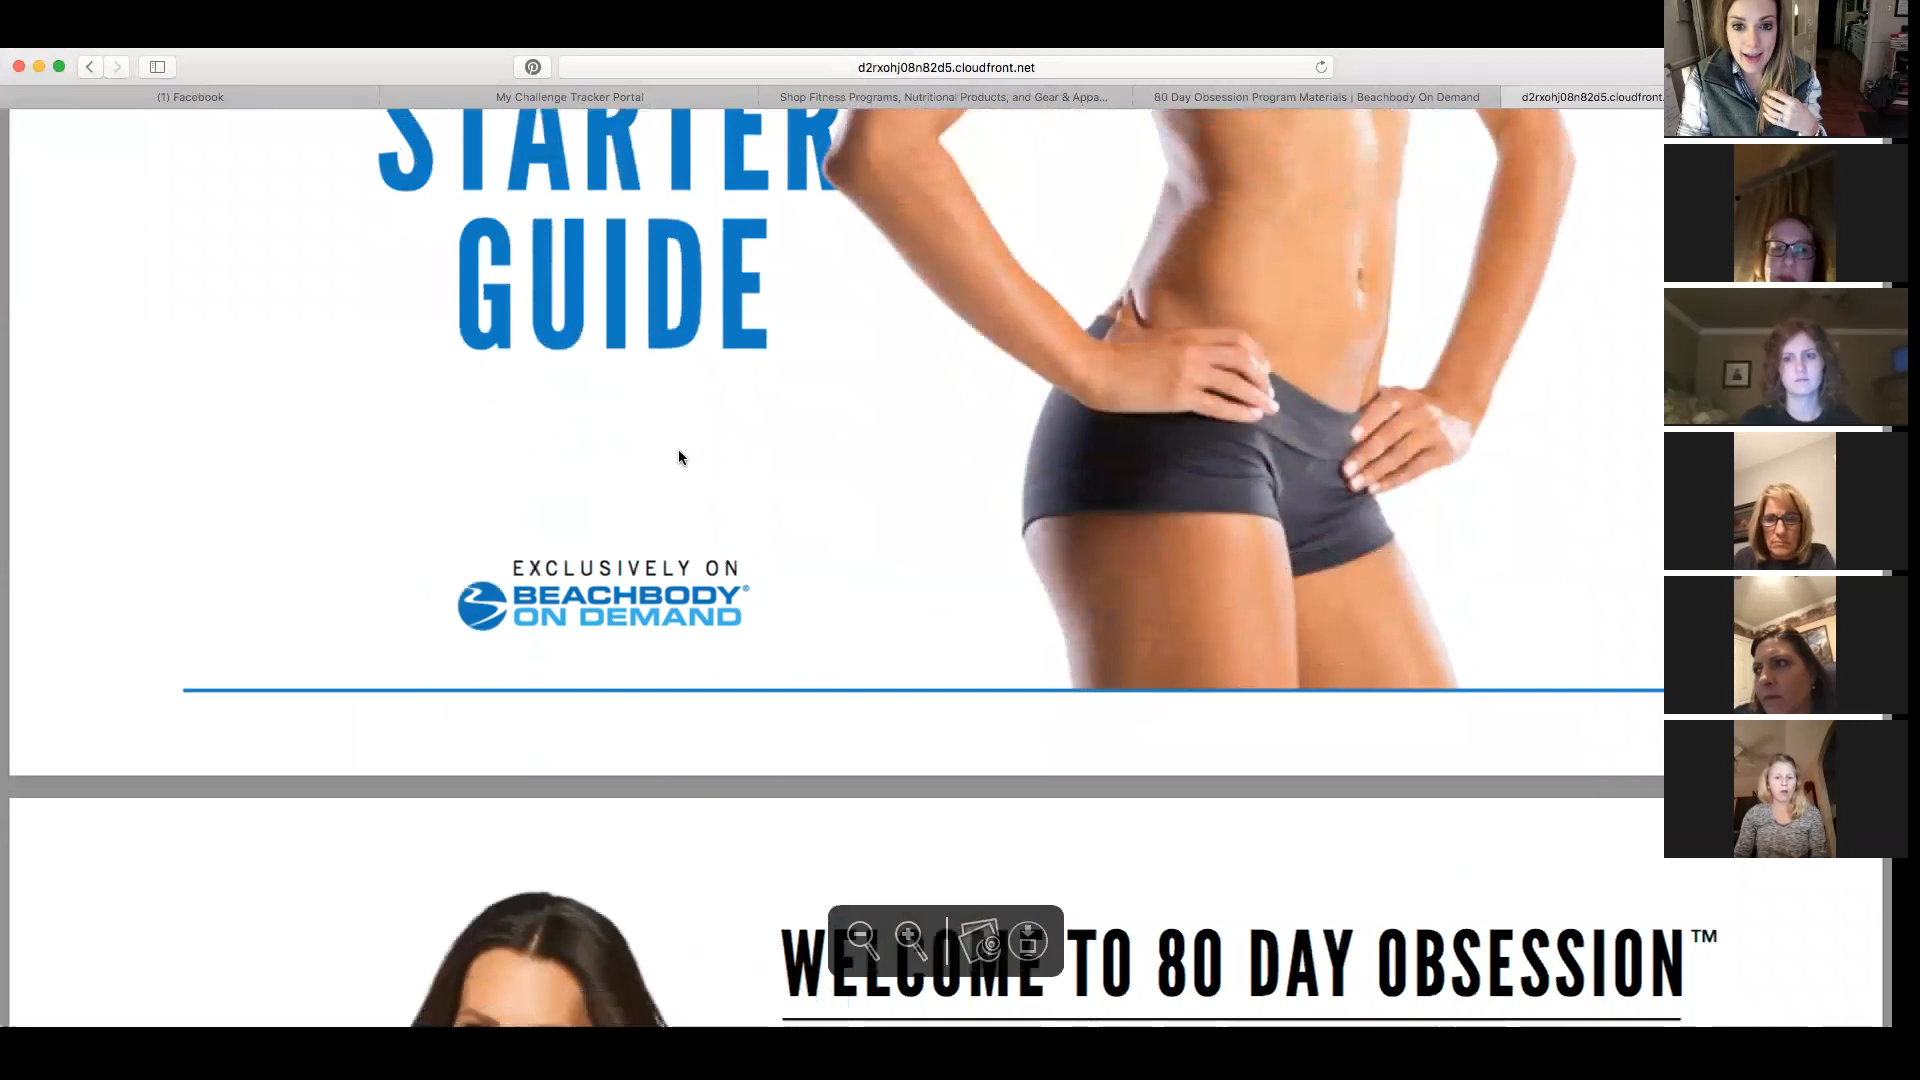 d2rxohj08n82d5.cloudfront.net
(1) Facebook
My Challenge Tracker Portal
Shop Fitness Programs, Nutritional Products, and Gear & Appa...
80 Day Obsession Program Materials | Beachbody On Demand
d2rxohj08n82d5.cloudfront.
STARTER
GUIDE
EXCLUSIVELY ON
BEACHBODY®
ON DEMAND
WELCOME TO 80 DAY OBSESSION™